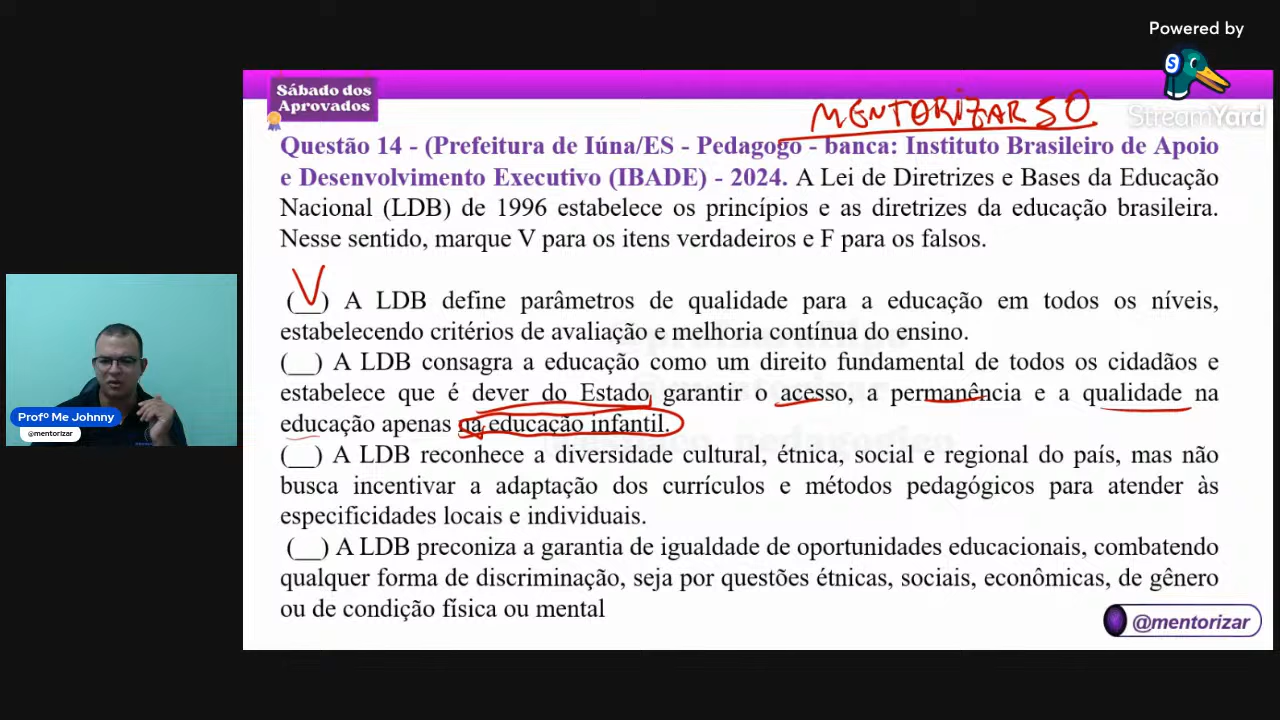 Powered by
StreamYard
Sábado dos
Aprovados
MENTORIZAR 50
Questão 14 - (Prefeitura de Iúna/ES - Pedagogo - banca: Instituto Brasileiro de Apoio
e Desenvolvimento Executivo (IBADE) - 2024. A Lei de Diretrizes e Bases da Educação
Nacional (LDB) de 1996 estabelece os princípios e as diretrizes da educação brasileira.
Nesse sentido, marque V para os itens verdadeiros e F para os falsos.
(__) A LDB define parâmetros de qualidade para a educação em todos os níveis,
V
estabelecendo critérios de avaliação e melhoria contínua do ensino.
(__) A LDB consagra a educação como um direito fundamental de todos os cidadãos e
estabelece que é dever do Estado garantir o acesso, a permanência e a qualidade na
educação apenas na educação infantil.
(__) A LDB reconhece a diversidade cultural, étnica, social e regional do país, mas não
busca incentivar a adaptação dos currículos e métodos pedagógicos para atender às
especificidades locais e individuais.
(__) A LDB preconiza a garantia de igualdade de oportunidades educacionais, combatendo
qualquer forma de discriminação, seja por questões étnicas, sociais, econômicas, de gênero
ou de condição física ou mental
@mentorizar
Profº Me Johnny
@mentorizar